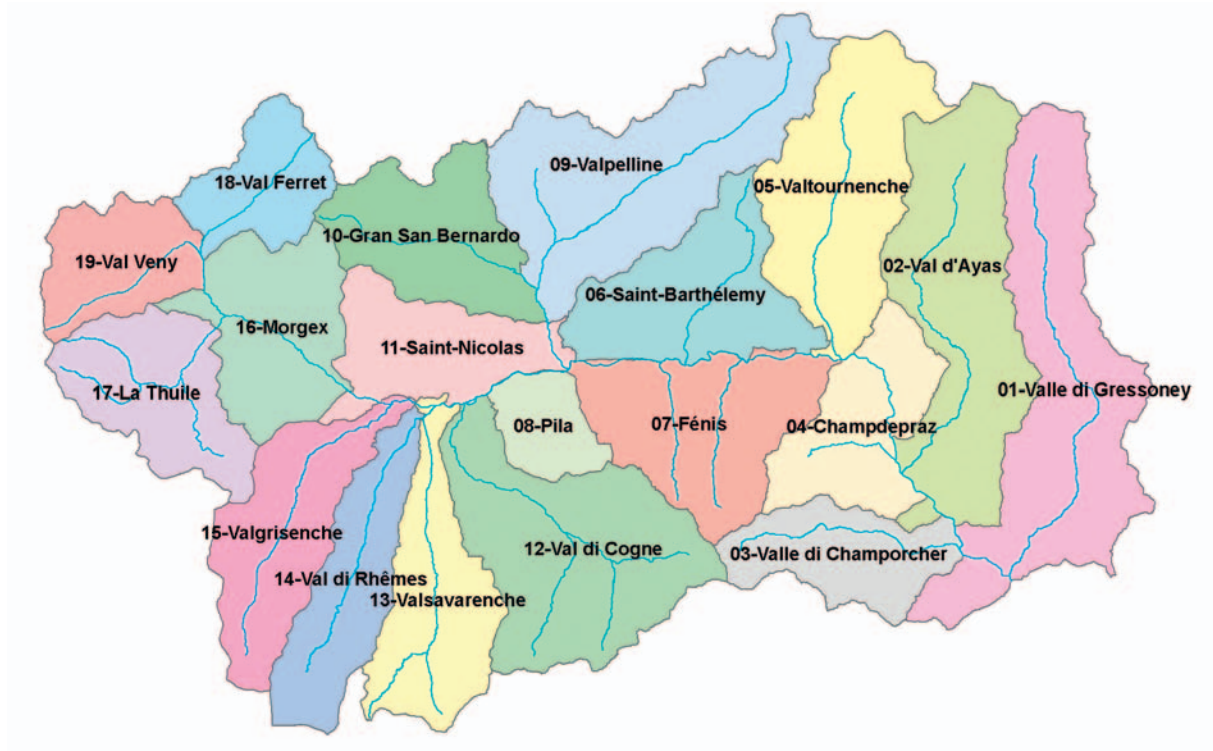 09-Valpelline
18-Val Ferret
05-Valtournenche
10-Gran San Bernardo
19-Val Veny
02-Val d'Ayas
06-Saint-Barthélemy
16-Morgex
11-Saint-Nicolas
17-La Thuile
01-Valle di Gressoney
08-Pila
07-Fénis
04-Champdepraz
15-Valgrisenche
12-Val di Cogne
03-Valle di Champorcher
14-Val di Rhêmes
13-Valsavarenche